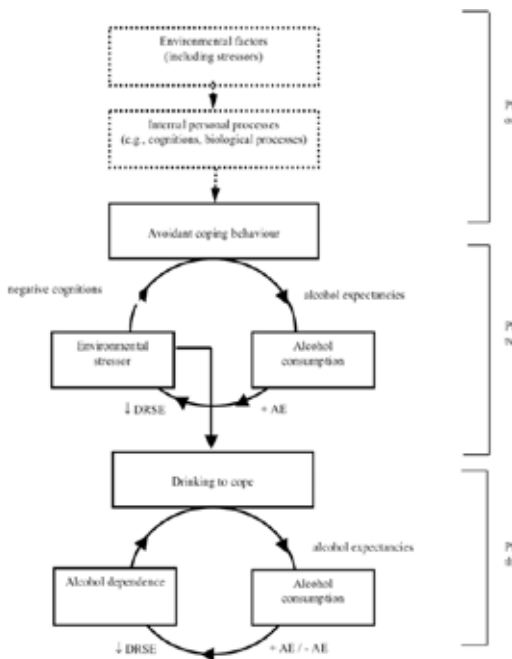 Environmental factors
(including stressors)
Internal personal processes
(e.g., cognitions, biological processes)
Avoidant coping behaviour
negative cognitions
alcohol expectancies
Environmental
stressor
Alcohol
consumption
↓ DRSE
+ AE
Drinking to cope
alcohol expectancies
Alcohol dependence
Alcohol
consumption
↓ DRSE
+ AE / - AE